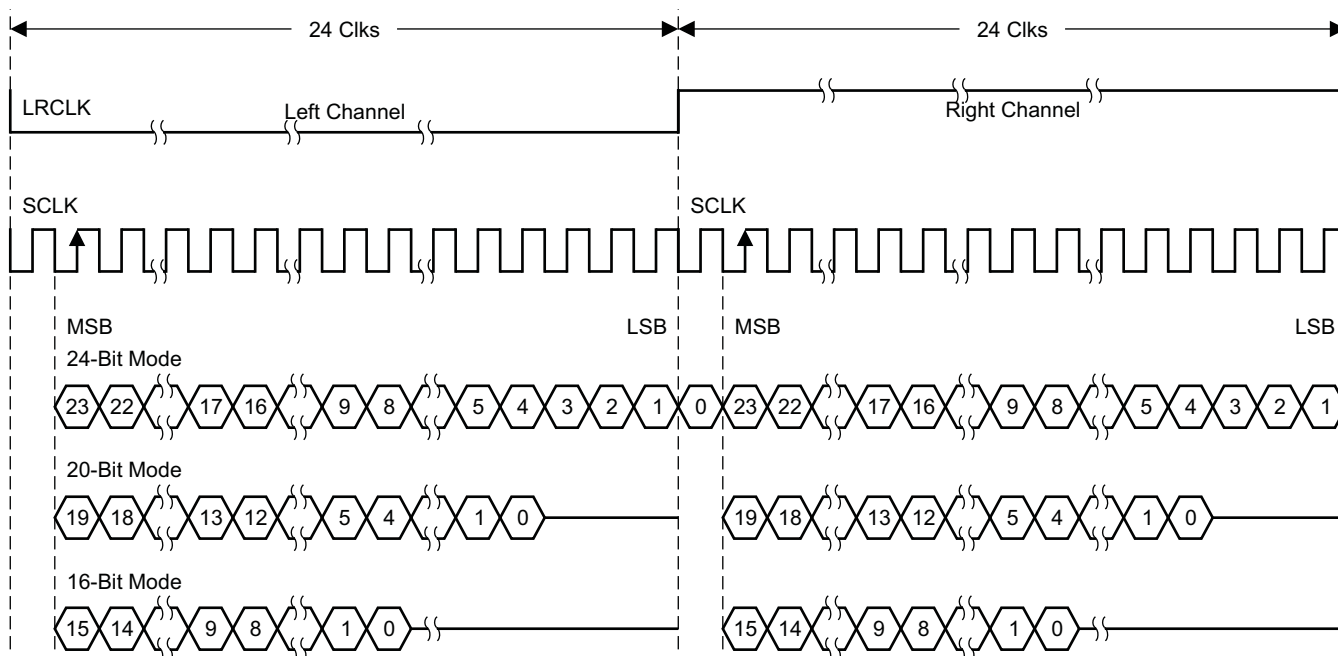 24 Clks 24 Clks
LRCLK Left Channel Right Channel
SCLK SCLK
MSB LSB MSB LSB
24-Bit Mode
23 22 17 16 9 8 5 4 3 2 1 0 23 22 17 16 9 8 5 4 3 2 1
20-Bit Mode
19 18 13 12 5 4 1 0 19 18 13 12 5 4 1 0
16-Bit Mode
15 14 9 8 1 0 15 14 9 8 1 0